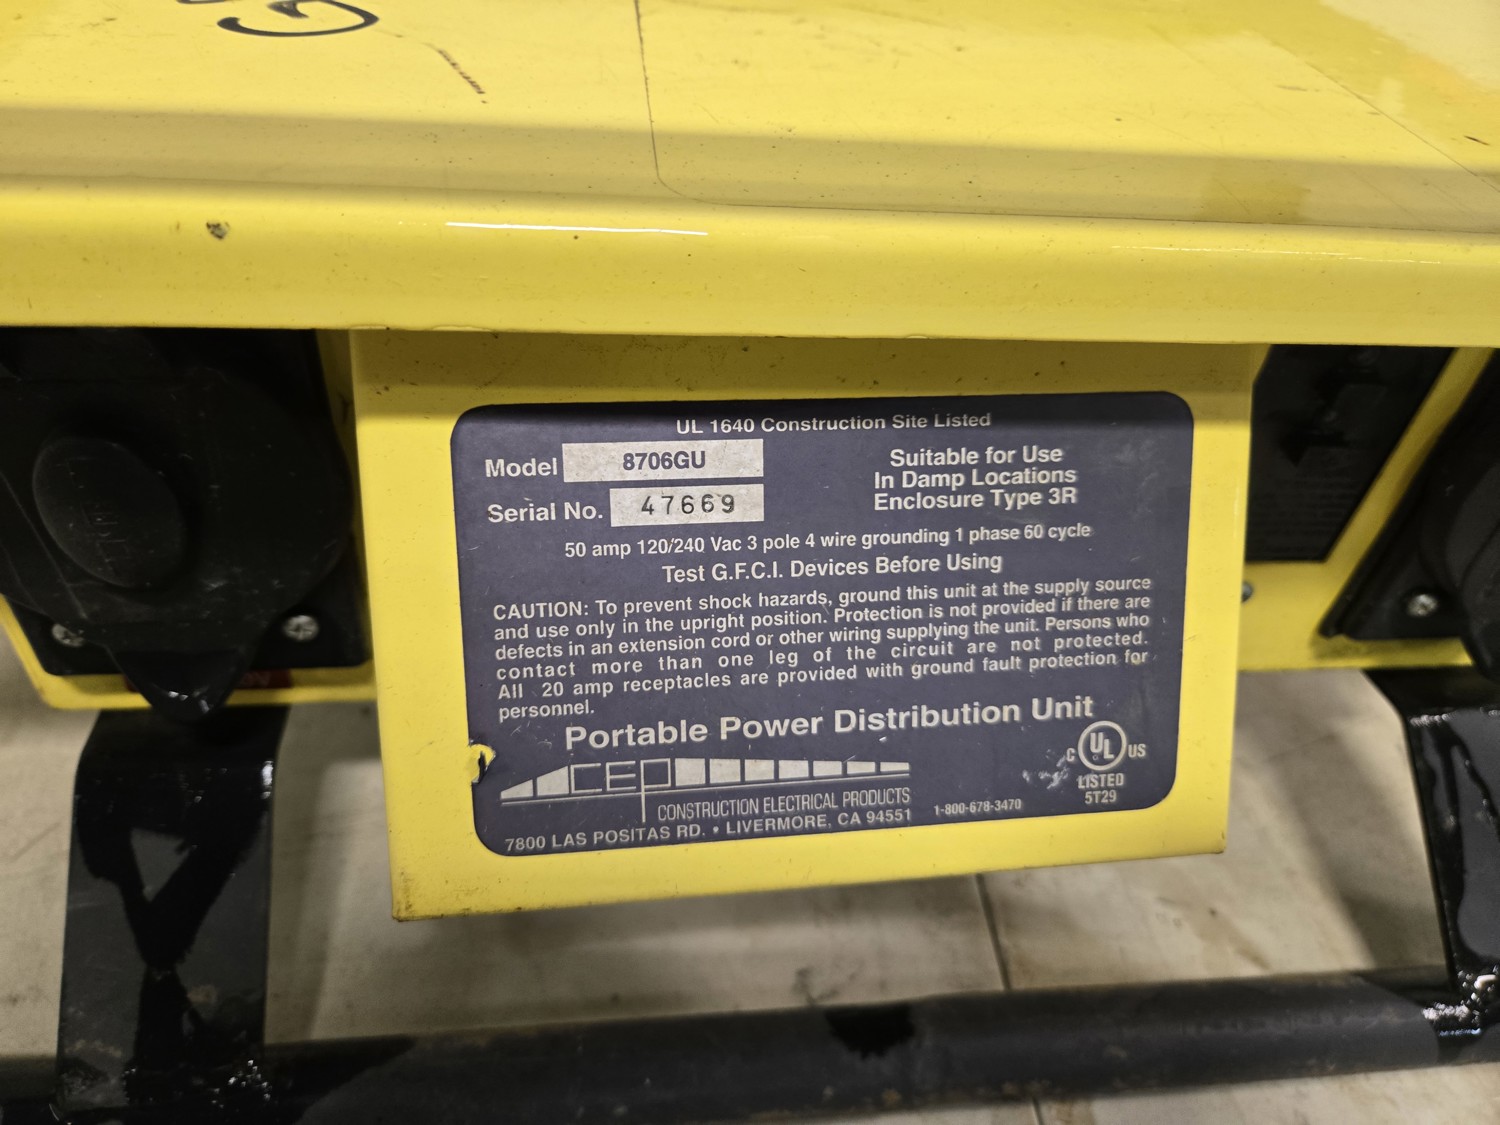 G
UL 1640 Construction Site Listed
Model 8706GU
Serial No. 47669
Suitable for Use
In Damp Locations
Enclosure Type 3R
50 amp 120/240 Vac 3 pole 4 wire grounding 1 phase 60 cycle
Test G.F.C.I. Devices Before Using
CAUTION: To prevent shock hazards, ground this unit at the supply source
and use only in the upright position. Protection is not provided if there are
defects in an extension cord or other wiring supplying the unit. Persons who
contact more than one leg of the circuit are not protected.
All 20 amp receptacles are provided with ground fault protection for
personnel.
Portable Power Distribution Unit
CEP
CONSTRUCTION ELECTRICAL PRODUCTS
7800 LAS POSITAS RD. • LIVERMORE, CA 94551
1-800-678-3470
C UL US
LISTED
5T29